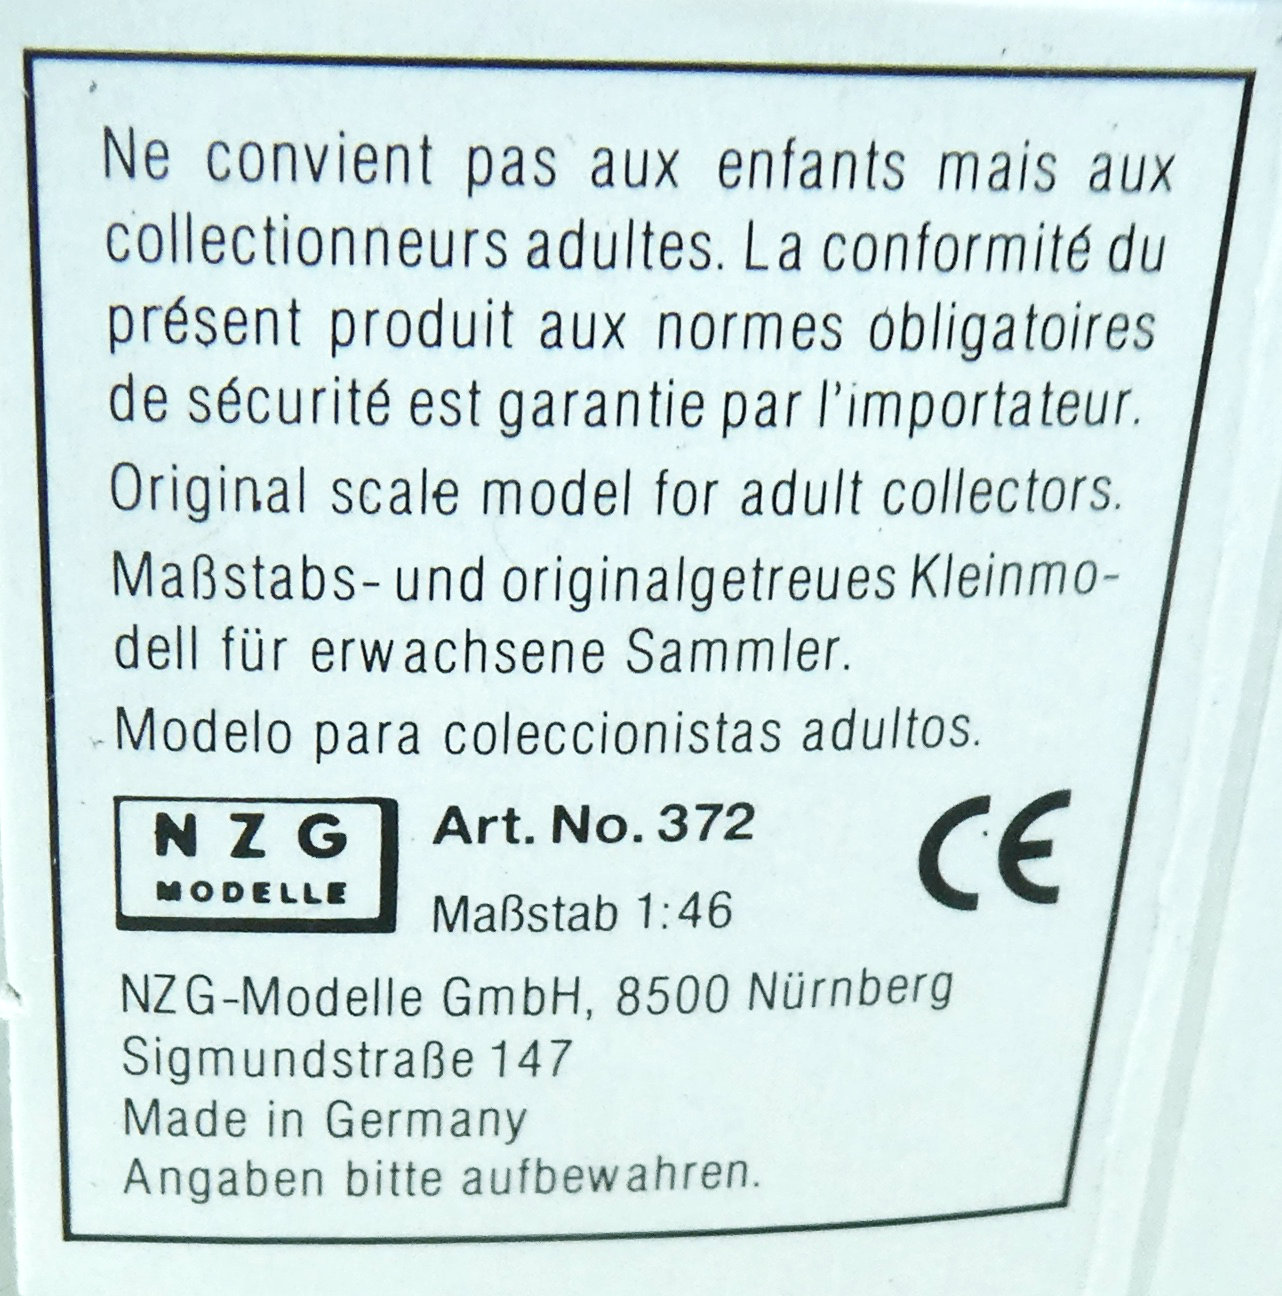 Ne convient pas aux enfants mais aux
collectionneurs adultes. La conformité du
présent produit aux normes obligatoires
de sécurité est garantie par l'importateur.
Original scale model for adult collectors.
Maßstabs- und originalgetreues Kleinmo-
dell für erwachsene Sammler.
Modelo para coleccionistas adultos.
NZG
MODELLE
Art. No. 372
Maßstab 1:46
CE
NZG-Modelle GmbH, 8500 Nürnberg
Sigmundstraße 147
Made in Germany
Angaben bitte aufbewahren.